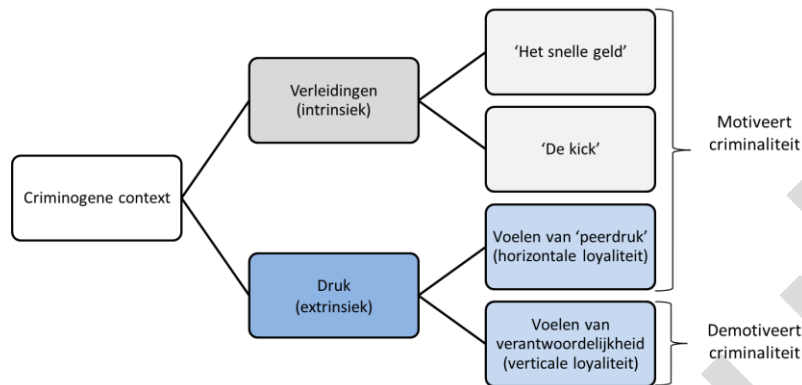 Criminogene context
Verleidingen
(intrinsiek)
Druk
(extrinsiek)
‘Het snelle geld’
‘De kick’
Voelen van ‘peerdruk’
(horizontale loyaliteit)
Voelen van
verantwoordelijkheid
(verticale loyaliteit)
Motiveert
criminaliteit
Demotiveert
criminaliteit